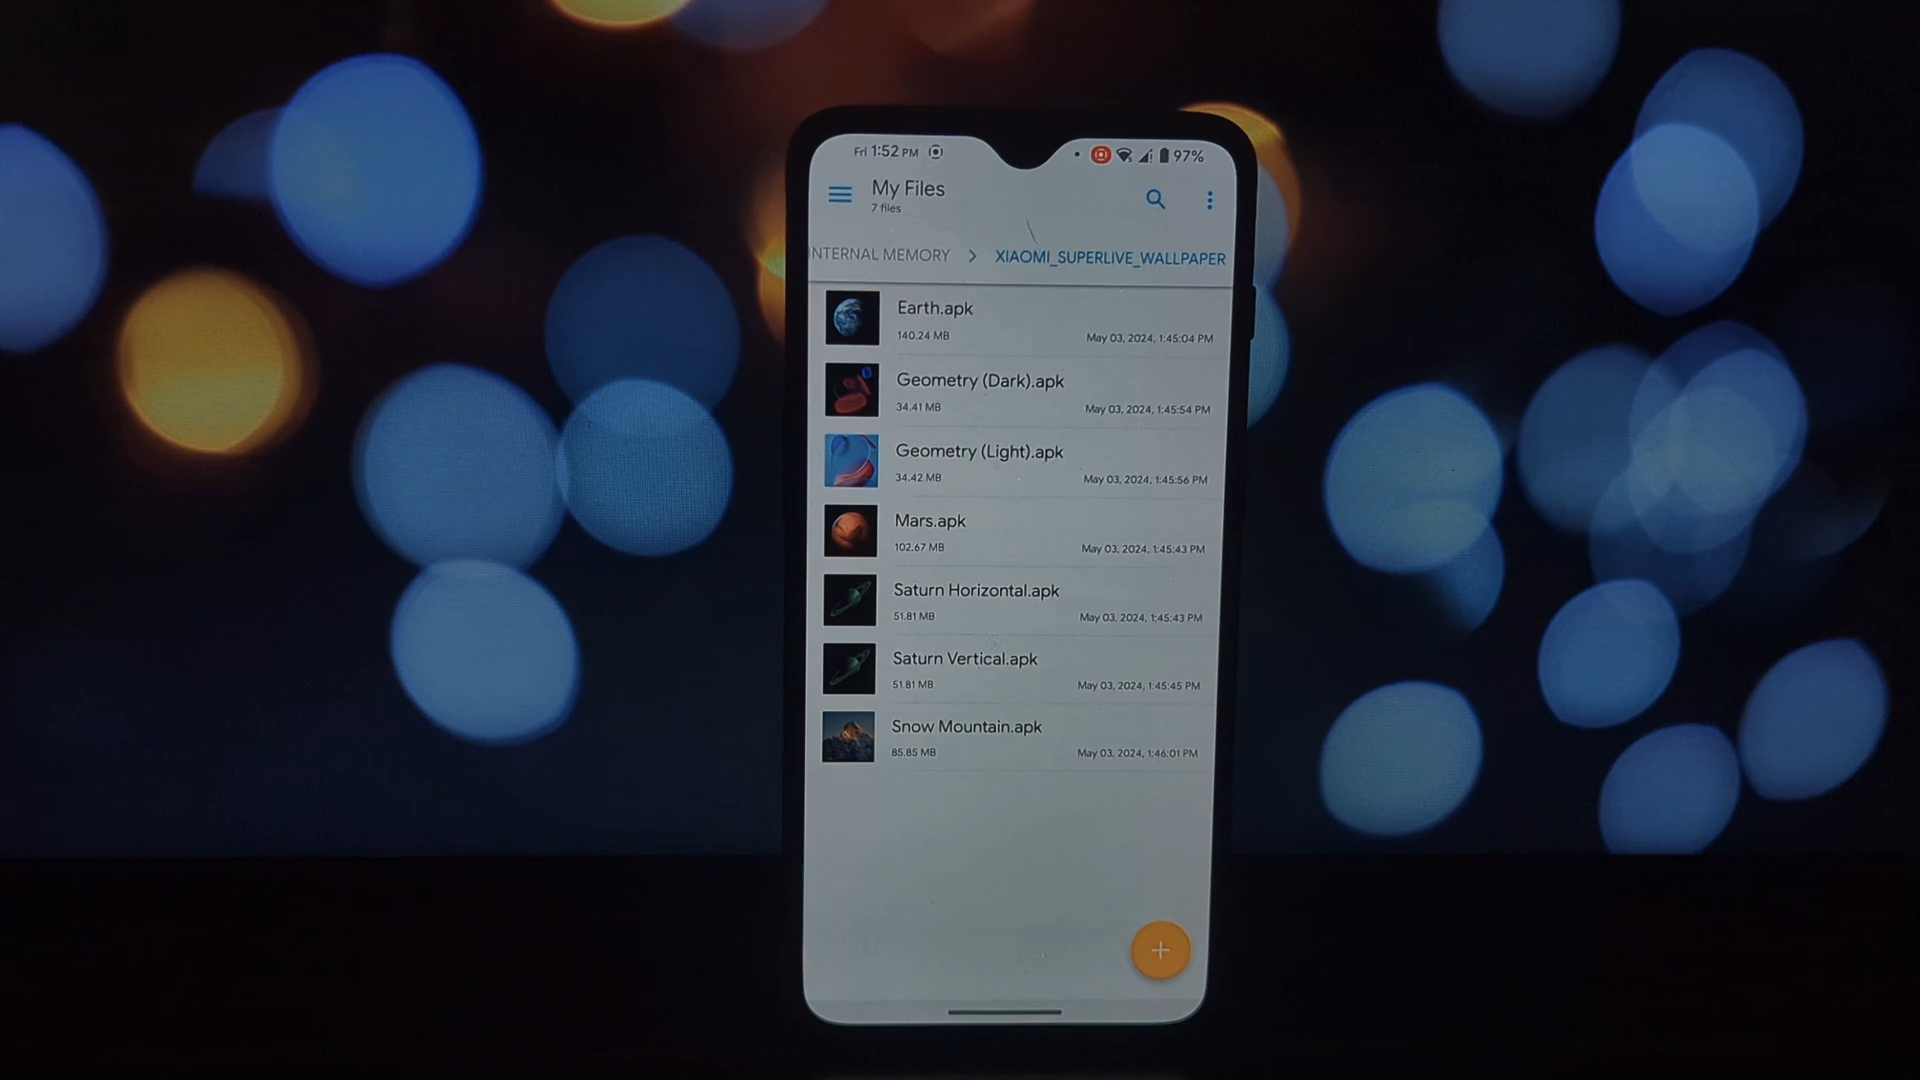 Fri 1:52 PM
97%
My Files
7 files
INTERNAL MEMORY > XIAOMI_SUPERLIVE_WALLPAPER
Earth.apk
140.24 MB May 03, 2024, 1:45:04 PM
Geometry (Dark).apk
34.41 MB May 03, 2024, 1:45:54 PM
Geometry (Light).apk
34.42 MB May 03, 2024, 1:45:56 PM
Mars.apk
102.67 MB May 03, 2024, 1:45:43 PM
Saturn Horizontal.apk
51.81 MB May 03, 2024, 1:45:43 PM
Saturn Vertical.apk
51.81 MB May 03, 2024, 1:45:45 PM
Snow Mountain.apk
85.85 MB May 03, 2024, 1:46:01 PM